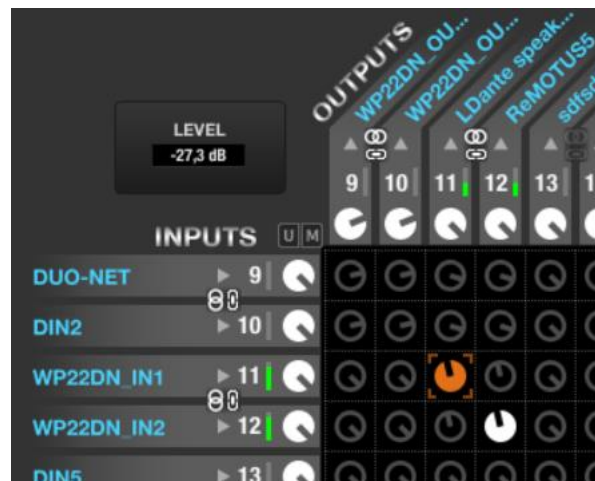 OUTPUTS
WP22DN_OU...
WP22DN_OU...
LDante speak...
ReMOTUS5
sdfsd
LEVEL
-27,3 dB
9 10 11 12 13 1
INPUTS U M
DUO-NET 9
DIN2 10
WP22DN_IN1 11
WP22DN_IN2 12
DIN5 13